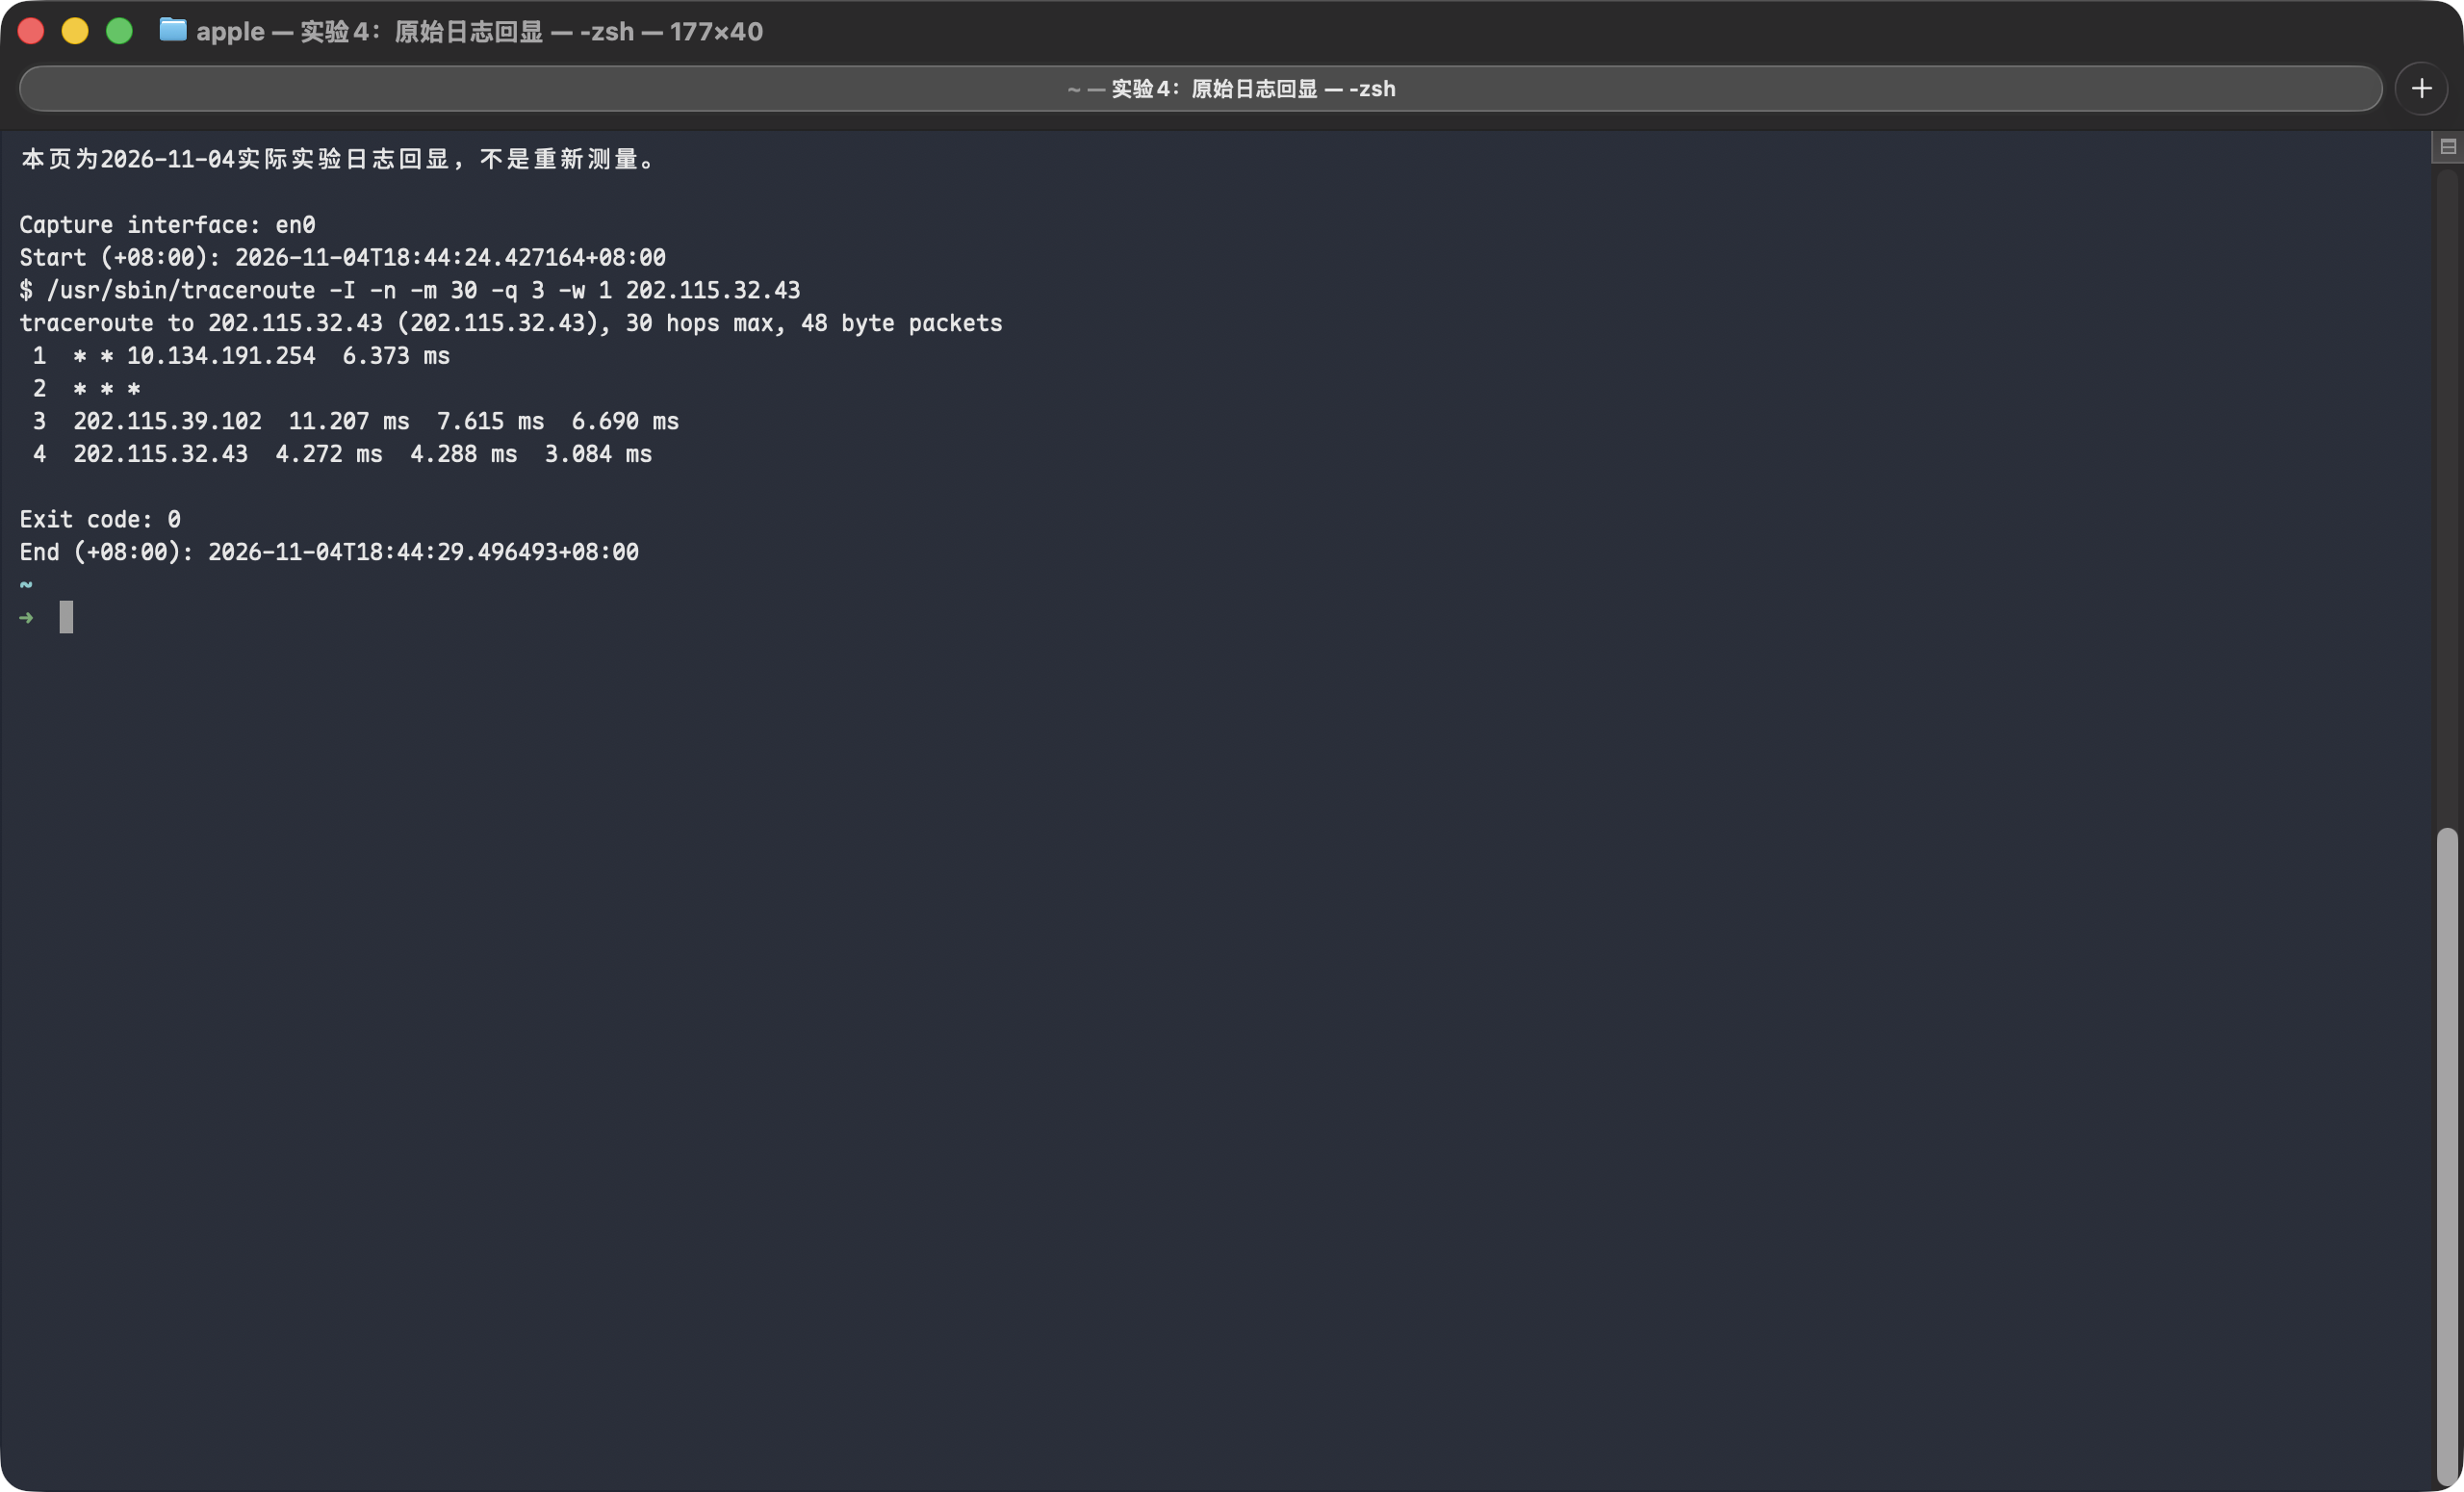 apple — 实验4：原始日志回显 — -zsh — 177×40
~ — 实验4：原始日志回显 — -zsh
本页为2026-11-04实际实验日志回显，不是重新测量。
Capture interface: en0
Start (+08:00): 2026-11-04T18:44:24.427164+08:00
$ /usr/sbin/traceroute -I -n -m 30 -q 3 -w 1 202.115.32.43
traceroute to 202.115.32.43 (202.115.32.43), 30 hops max, 48 byte packets
1  * * 10.134.191.254  6.373 ms
2  * * *
3  202.115.39.102  11.207 ms  7.615 ms  6.690 ms
4  202.115.32.43  4.272 ms  4.288 ms  3.084 ms
Exit code: 0
End (+08:00): 2026-11-04T18:44:29.496493+08:00
~
➜